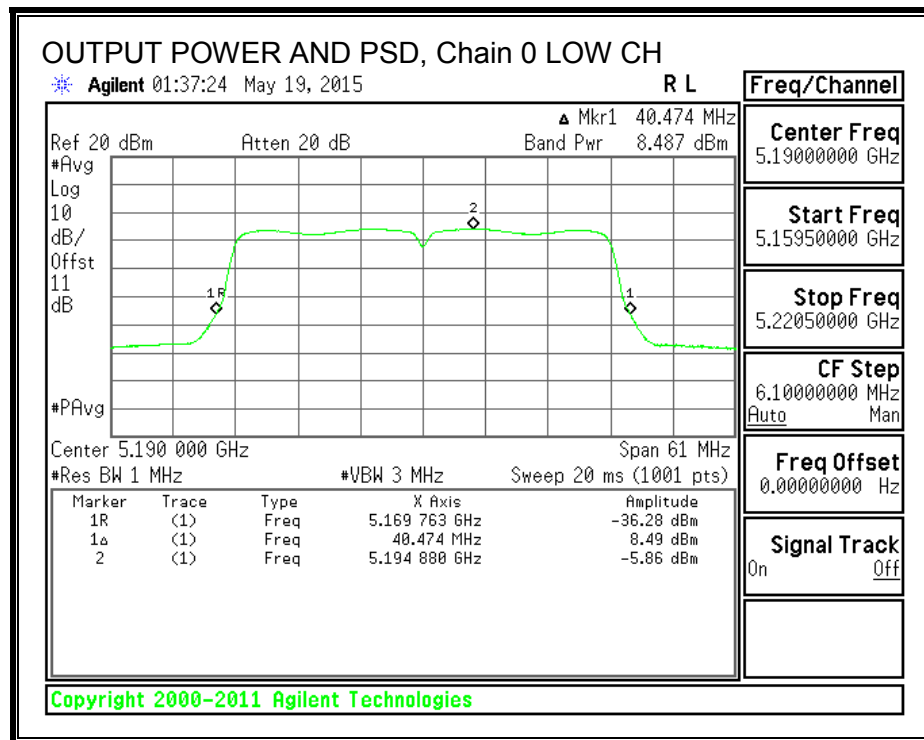 OUTPUT POWER AND PSD, Chain 0 LOW CH
Agilent 01:37:24 May 19, 2015 R L
Freq/Channel
Δ Mkr1 40.474 MHz
Ref 20 dBm Atten 20 dB Band Pwr 8.487 dBm
#Avg
Log
10
dB/
Offst
11
dB
#PAvg
2
1R
1
Center 5.190 000 GHz Span 61 MHz
#Res BW 1 MHz #VBW 3 MHz Sweep 20 ms (1001 pts)
Marker Trace Type X Axis Amplitude
1R (1) Freq 5.169 763 GHz -36.28 dBm
1Δ (1) Freq 40.474 MHz 8.49 dBm
2 (1) Freq 5.194 880 GHz -5.86 dBm
Center Freq
5.19000000 GHz
Start Freq
5.15950000 GHz
Stop Freq
5.22050000 GHz
CF Step
6.10000000 MHz
Auto Man
Freq Offset
0.00000000 Hz
Signal Track
On Off
Copyright 2000-2011 Agilent Technologies